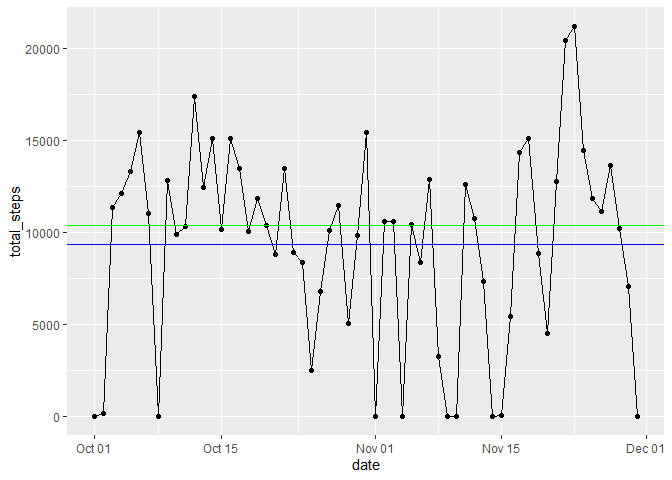 20000
15000
10000
5000
0
total_steps
Oct 01
Oct 15
Nov 01
Nov 15
Dec 01
date